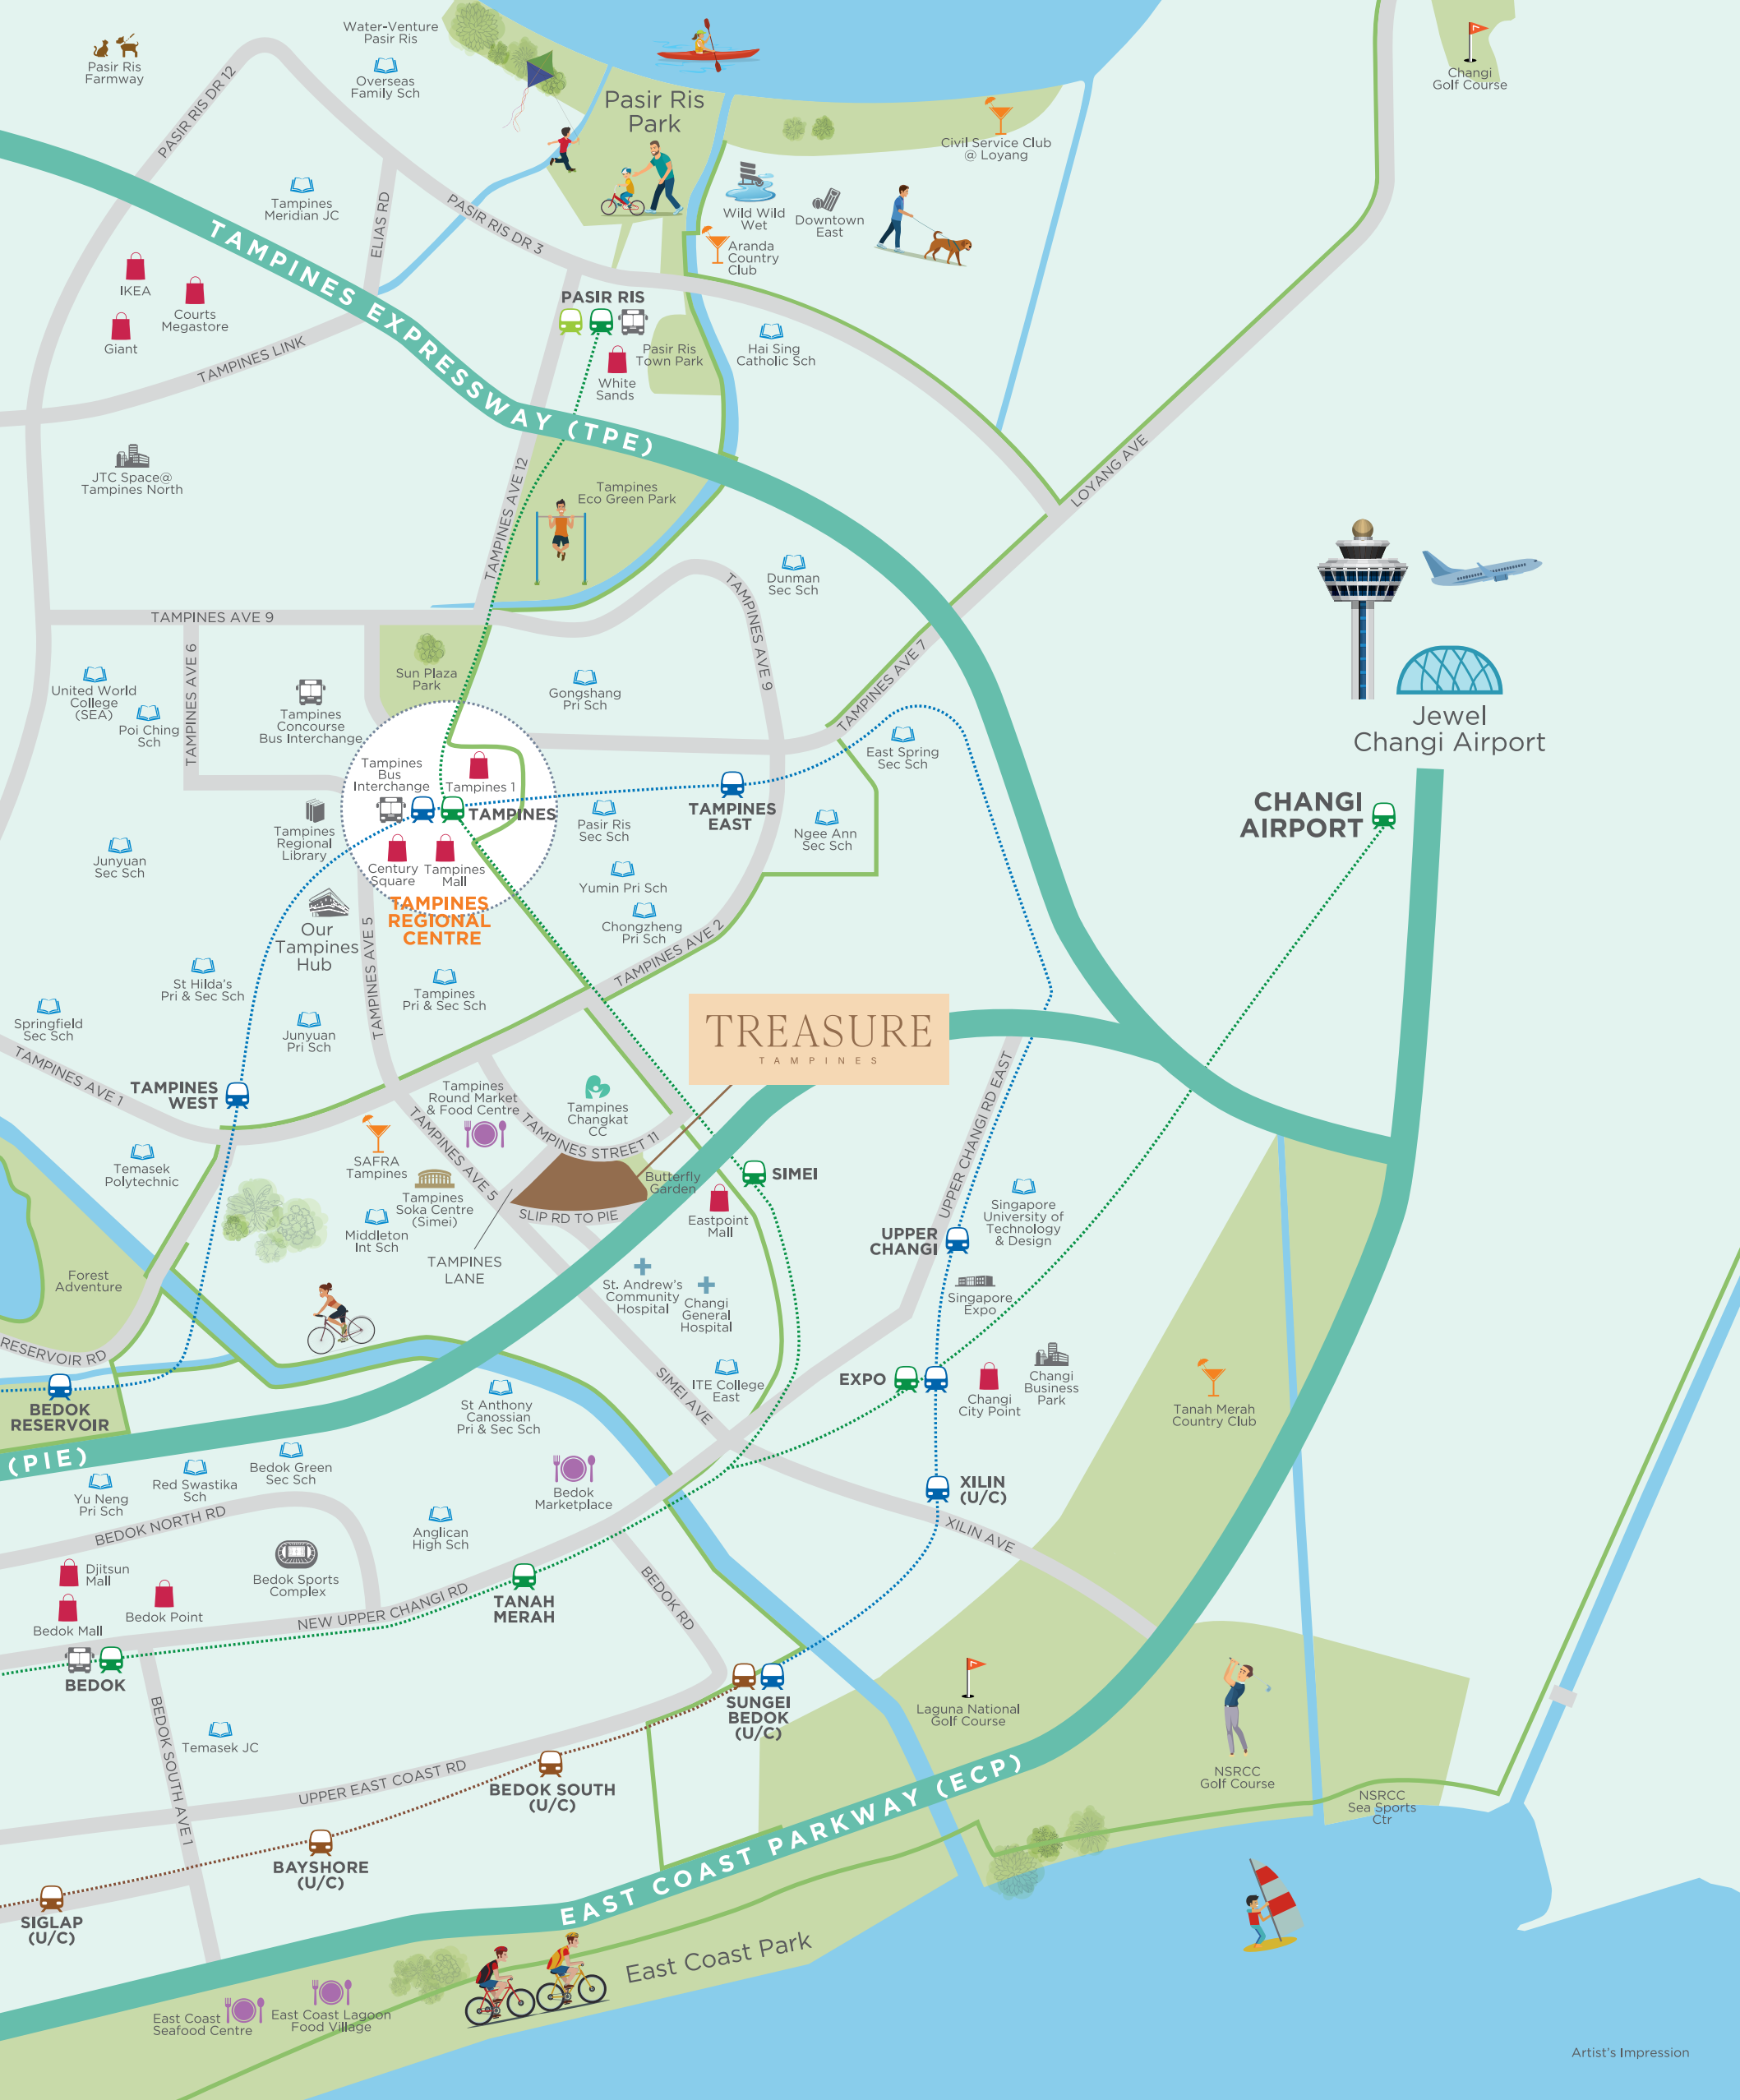 Water-Venture
Pasir Ris
Pasir Ris
Farmway
Overseas
Family Sch
PASIR RIS DR 12
Pasir Ris
Park
Changi
Golf Course
Civil Service Club
@ Loyang
Tampines
Meridian JC
ELIAS RD
PASIR RIS DR 3
Wild Wild
Wet
Downtown
East
Aranda
Country
Club
TAMPINES EXPRESSWAY (TPE)
IKEA
Courts
Megastore
Giant
TAMPINES LINK
PASIR RIS
Pasir Ris
Town Park
White
Sands
Hai Sing
Catholic Sch
LOYANG AVE
JTC Space@
Tampines North
TAMPINES AVE 12
Tampines
Eco Green Park
Dunman
Sec Sch
TAMPINES AVE 9
TAMPINES AVE 9
TAMPINES AVE 6
TAMPINES AVE 7
Sun Plaza
Park
United World
College
(SEA)
Poi Ching
Sch
Tampines
Concourse
Bus Interchange
Gongshang
Pri Sch
East Spring
Sec Sch
Jewel
Changi Airport
Tampines
Bus
Interchange
Tampines 1
TAMPINES
TAMPINES
EAST
CHANGI
AIRPORT
Tampines
Regional
Library
Pasir Ris
Sec Sch
Ngee Ann
Sec Sch
Junyuan
Sec Sch
Century
Square
Tampines
Mall
Yumin Pri Sch
TAMPINES
REGIONAL
CENTRE
Chongzheng
Pri Sch
Our
Tampines
Hub
TAMPINES AVE 5
TAMPINES AVE 2
St Hilda's
Pri & Sec Sch
Tampines
Pri & Sec Sch
Springfield
Sec Sch
Junyuan
Pri Sch
TREASURE
TAMPINES
TAMPINES AVE 1
TAMPINES
WEST
Tampines
Round Market
& Food Centre
Tampines
Changkat
CC
UPPER CHANGI RD EAST
TAMPINES STREET 11
TAMPINES AVE 5
SAFRA
Tampines
Temasek
Polytechnic
Tampines
Soka Centre
(Simei)
Butterfly
Garden
SIMEI
SLIP RD TO PIE
Eastpoint
Mall
Middleton
Int Sch
TAMPINES
LANE
Singapore
University of
Technology
& Design
UPPER
CHANGI
Forest
Adventure
St. Andrew's
Community
Hospital
Changi
General
Hospital
Singapore
Expo
RESERVOIR RD
BEDOK
RESERVOIR
ITE College
East
SIMEI AVE
EXPO
Changi
City Point
Changi
Business
Park
Tanah Merah
Country Club
St Anthony
Canossian
Pri & Sec Sch
(PIE)
Yu Neng
Pri Sch
Red Swastika
Sch
Bedok Green
Sec Sch
Bedok
Marketplace
XILIN
(U/C)
BEDOK NORTH RD
Anglican
High Sch
XILIN AVE
Djitsun
Mall
Bedok Sports
Complex
Bedok Mall
Bedok Point
NEW UPPER CHANGI RD
TANAH
MERAH
BEDOK RD
BEDOK
BEDOK SOUTH AVE 1
Temasek JC
SUNGEI
BEDOK
(U/C)
Laguna National
Golf Course
NSRCC
Golf Course
NSRCC
Sea Sports
Ctr
UPPER EAST COAST RD
BEDOK SOUTH
(U/C)
BAYSHORE
(U/C)
SIGLAP
(U/C)
EAST COAST PARKWAY (ECP)
East Coast Park
East Coast
Seafood Centre
East Coast Lagoon
Food Village
Artist's Impression